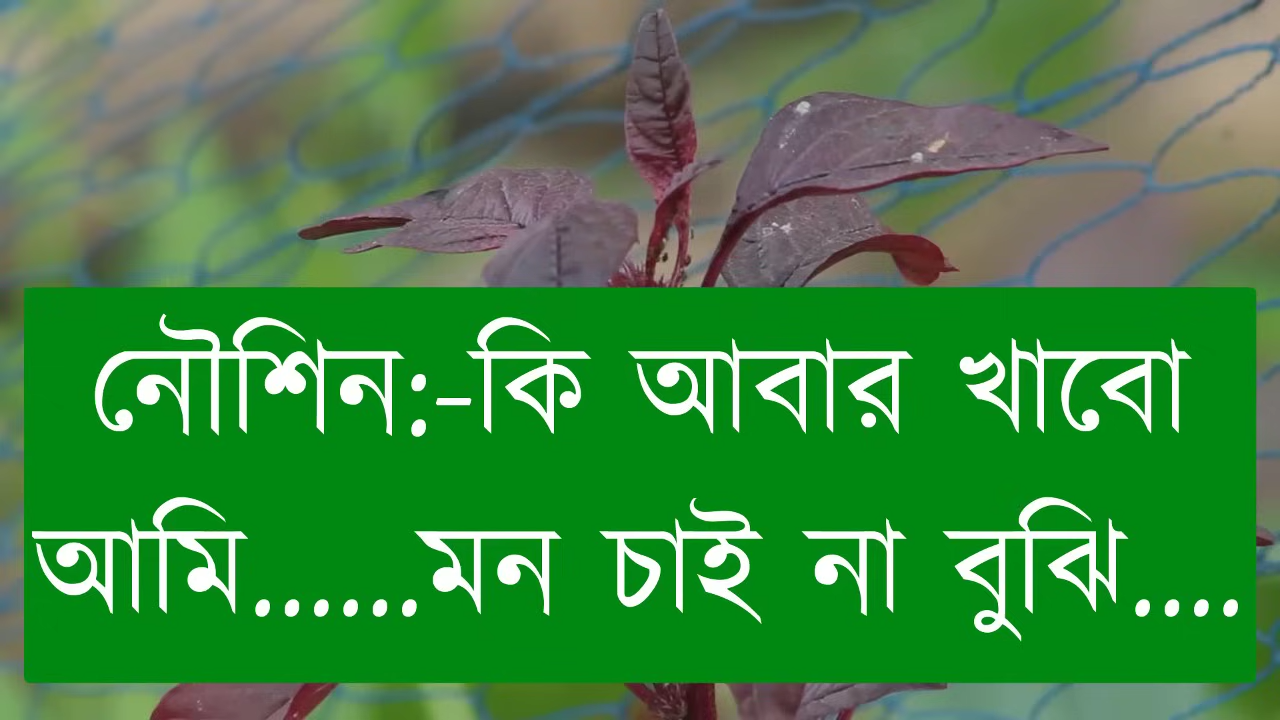 নৌশিন:-কি আবার খাবো
আমি......মন চাই না বুঝি....